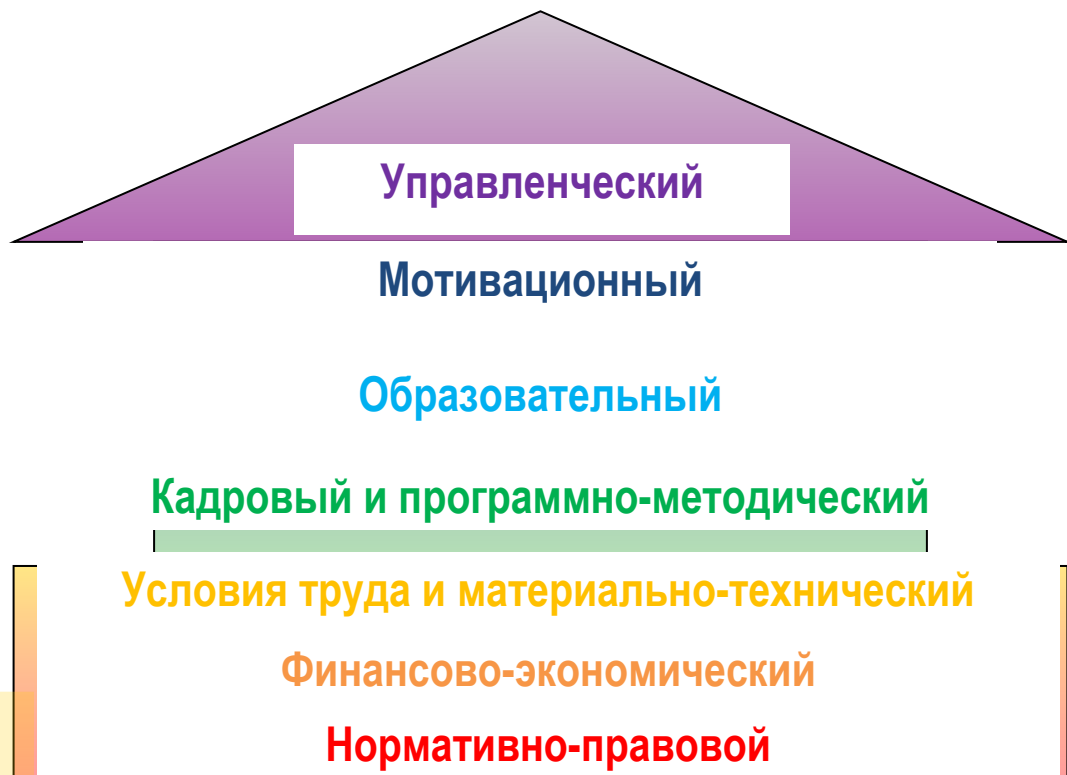 Управленческий
Мотивационный
Образовательный
Кадровый и программно-методический
Условия труда и материально-технический
Финансово-экономический
Нормативно-правовой